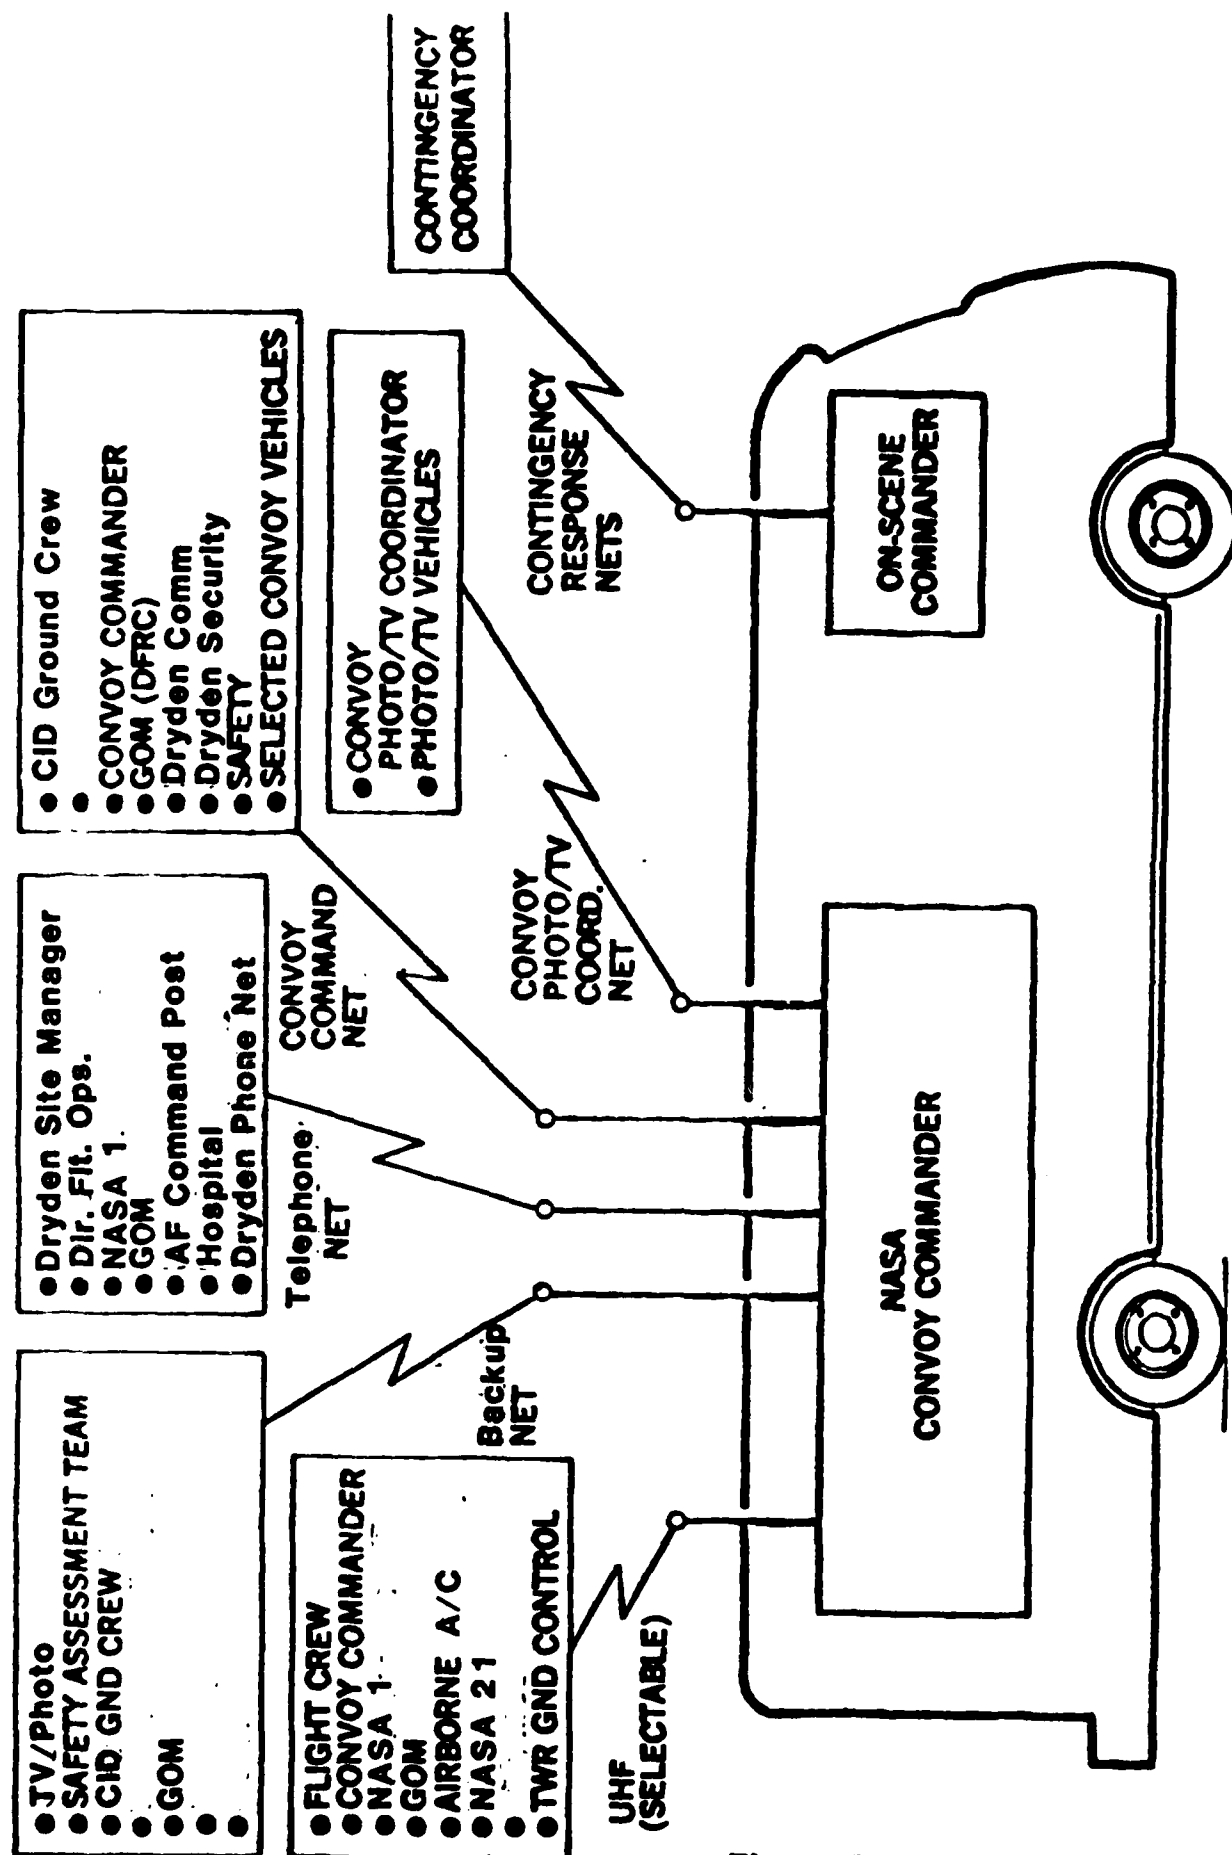 ● TV/Photo
● SAFETY ASSESSMENT TEAM
● CID GND CREW
●
● GOM
●
●
● Dryden Site Manager
● Dir. Flt. Ops.
● NASA 1
● GOM
● AF Command Post
● Hospital
● Dryden Phone Net
● CID Ground Crew
●
● CONVOY COMMANDER
● GOM (DFRC)
● Dryden Comm
● Dryden Security
● SAFETY
● SELECTED CONVOY VEHICLES
● FLIGHT CREW
● CONVOY COMMANDER
● NASA 1
● GOM
● AIRBORNE A/C
● NASA 21
●
● TWR GND CONTROL
Backup
NET
Telephone
NET
CONVOY
COMMAND
NET
● CONVOY
PHOTO/TV COORDINATOR
● PHOTO/TV VEHICLES
CONTINGENCY
COORDINATOR
UHF
(SELECTABLE)
CONVOY
PHOTO/TV
COORD.
NET
CONTINGENCY
RESPONSE
NETS
NASA
CONVOY COMMANDER
ON-SCENE
COMMANDER